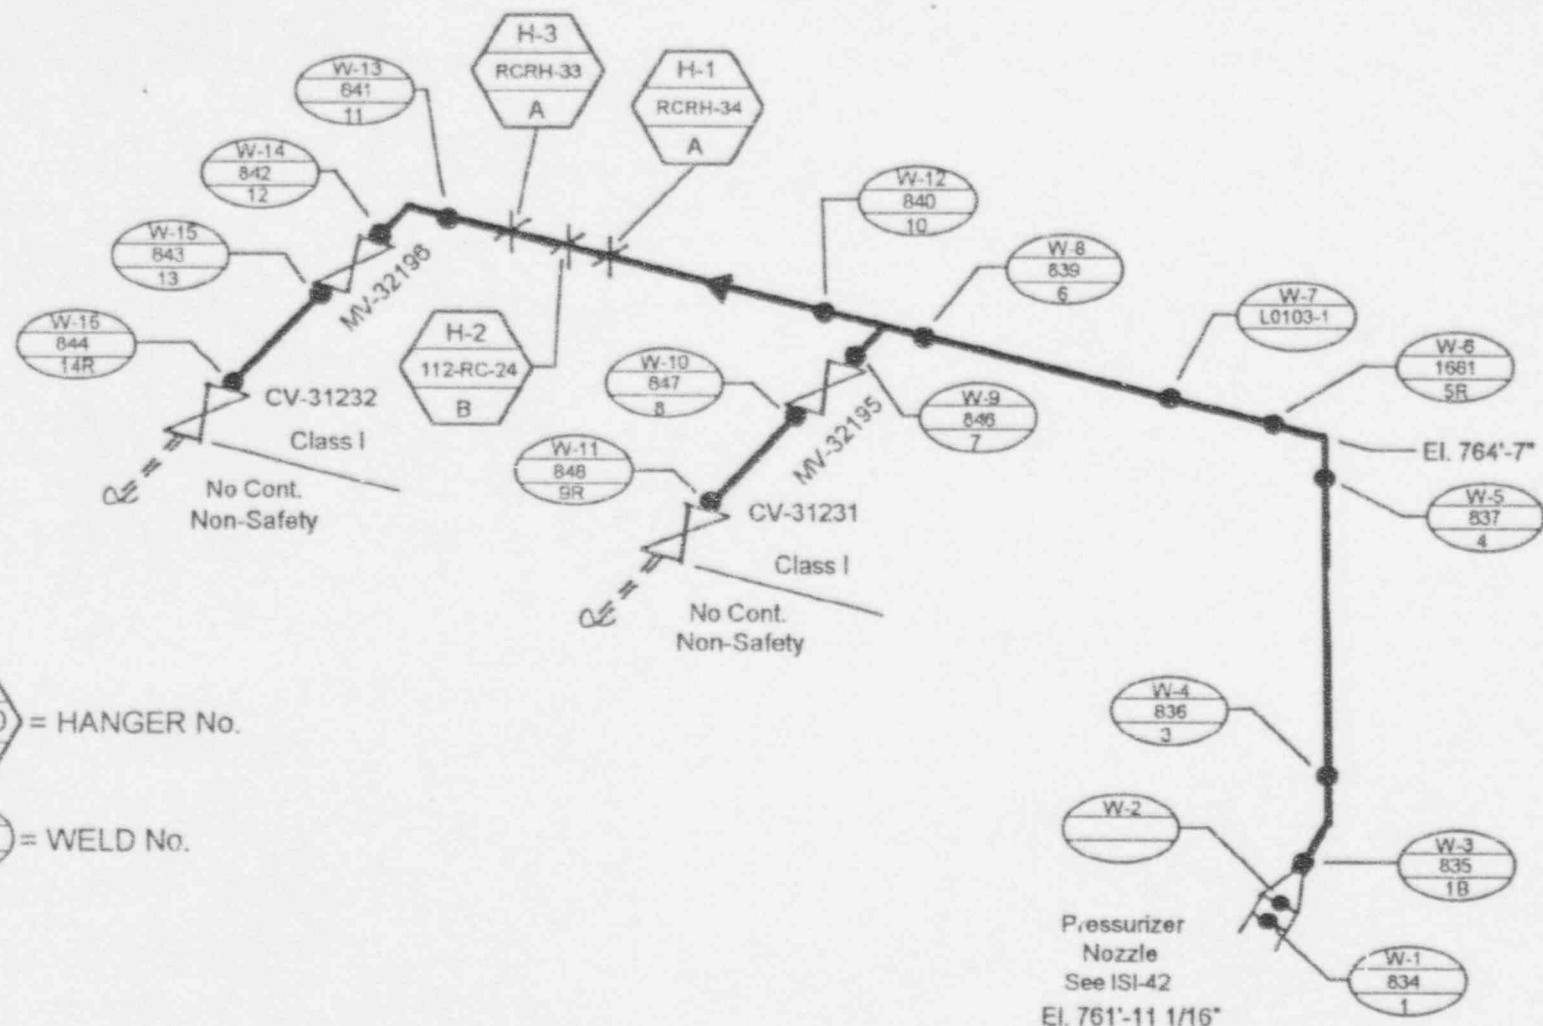 H-3
RCRH-33
A
H-1
RCRH-34
A
W-13
841
11
W-14
842
12
W-15
843
13
W-16
844
14R
MV-32196
CV-31232
Class I
No Cont.
Non-Safety
H-2
112-RC-24
B
W-12
840
10
W-8
839
6
W-7
L0103-1
W-6
1681
5R
El. 764'-7"
W-5
837
4
W-10
847
8
W-9
846
7
MV-32195
W-11
848
9R
CV-31231
Class I
No Cont.
Non-Safety
= HANGER No.
= WELD No.
W-4
836
3
W-2
W-3
835
1B
Pressurizer
Nozzle
See ISI-42
El. 761'-11 1/16"
W-1
834
1